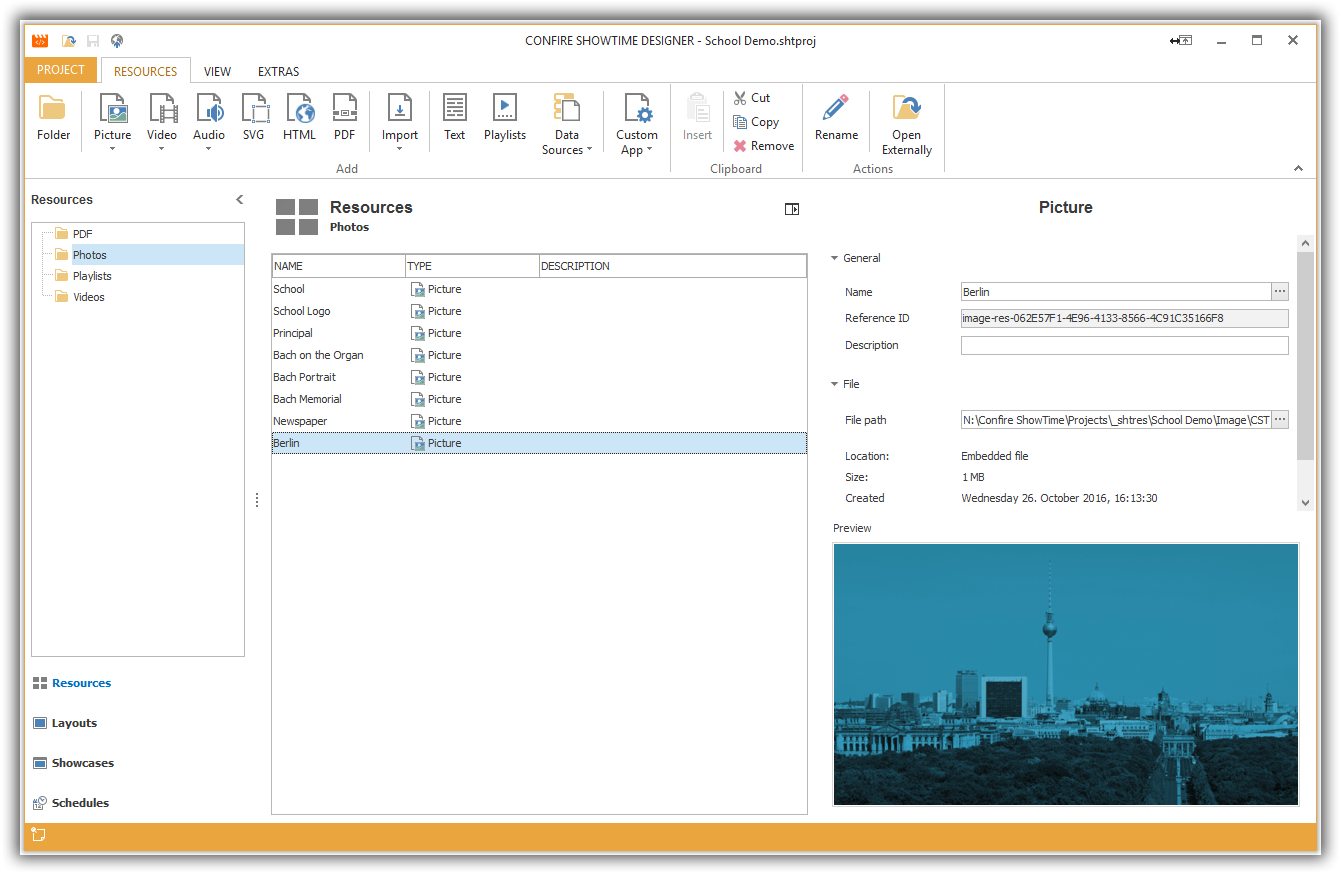 CONFIRE SHOWTIME DESIGNER - School Demo.shtproj
PROJECT RESOURCES VIEW EXTRAS
Folder
Picture
Video
Audio
SVG
HTML
PDF
Import
Text
Playlists
Data
Sources
Custom
App
Add
Insert
Cut
Copy
Remove
Clipboard
Rename
Open
Externally
Actions
Resources
PDF
Photos
Playlists
Videos
Resources
Layouts
Showcases
Schedules
Resources
Photos
NAME TYPE DESCRIPTION
School Picture
School Logo Picture
Principal Picture
Bach on the Organ Picture
Bach Portrait Picture
Bach Memorial Picture
Newspaper Picture
Berlin Picture
Picture
General
Name Berlin
Reference ID image-res-062E57F1-4E96-4133-8566-4C91C35166F8
Description
File
File path N:\Confire ShowTime\Projects\_shtres\School Demo\Image\CST
Location: Embedded file
Size: 1 MB
Created Wednesday 26. October 2016, 16:13:30
Preview